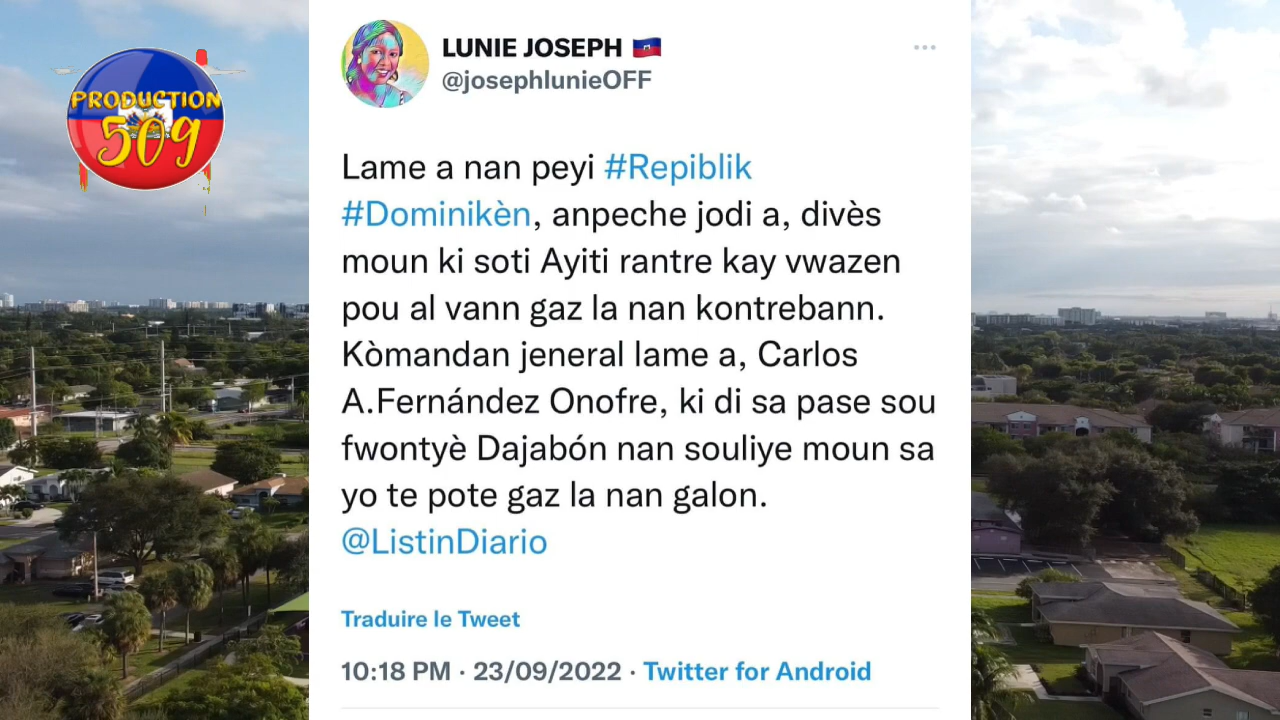 PRODUCTION
509
LUNIE JOSEPH
@josephlunieOFF
Lame a nan peyi #Repiblik
#Dominikèn, anpeche jodi a, divès
moun ki soti Ayiti rantre kay vwazen
pou al vann gaz la nan kontrebann.
Kòmandan jeneral lame a, Carlos
A.Fernández Onofre, ki di sa pase sou
fwontyè Dajabón nan souliye moun sa
yo te pote gaz la nan galon.
@ListinDiario
Traduire le Tweet
10:18 PM · 23/09/2022 · Twitter for Android